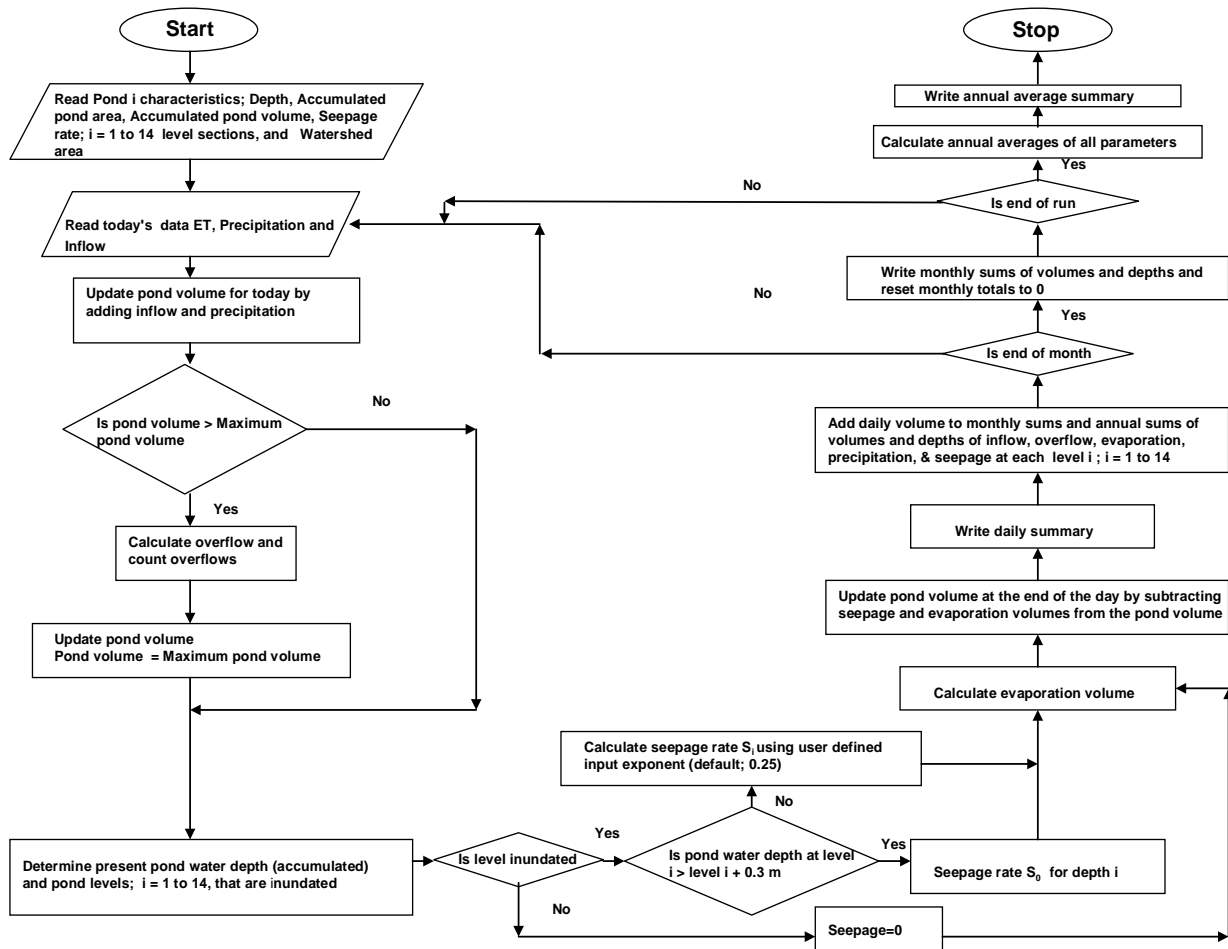 Start
Read Pond i characteristics; Depth, Accumulated
pond area, Accumulated pond volume, Seepage
rate; i = 1 to 14 level sections, and Watershed
area
Read today's data ET, Precipitation and
Inflow
Update pond volume for today by
adding inflow and precipitation
Is pond volume > Maximum
pond volume
No
Yes
Calculate overflow and
count overflows
Update pond volume
Pond volume = Maximum pond volume
Determine present pond water depth (accumulated)
and pond levels; i = 1 to 14, that are inundated
Is level inundated
Yes
No
Is pond water depth at level
i > level i + 0.3 m
No
Yes
Calculate seepage rate Si using user defined
input exponent (default; 0.25)
Seepage rate S0 for depth i
Seepage=0
Calculate evaporation volume
Update pond volume at the end of the day by subtracting
seepage and evaporation volumes from the pond volume
Write daily summary
Add daily volume to monthly sums and annual sums of
volumes and depths of inflow, overflow, evaporation,
precipitation, & seepage at each level i ; i = 1 to 14
Is end of month
No
Yes
Write monthly sums of volumes and depths and
reset monthly totals to 0
Is end of run
No
Yes
Calculate annual averages of all parameters
Write annual average summary
Stop